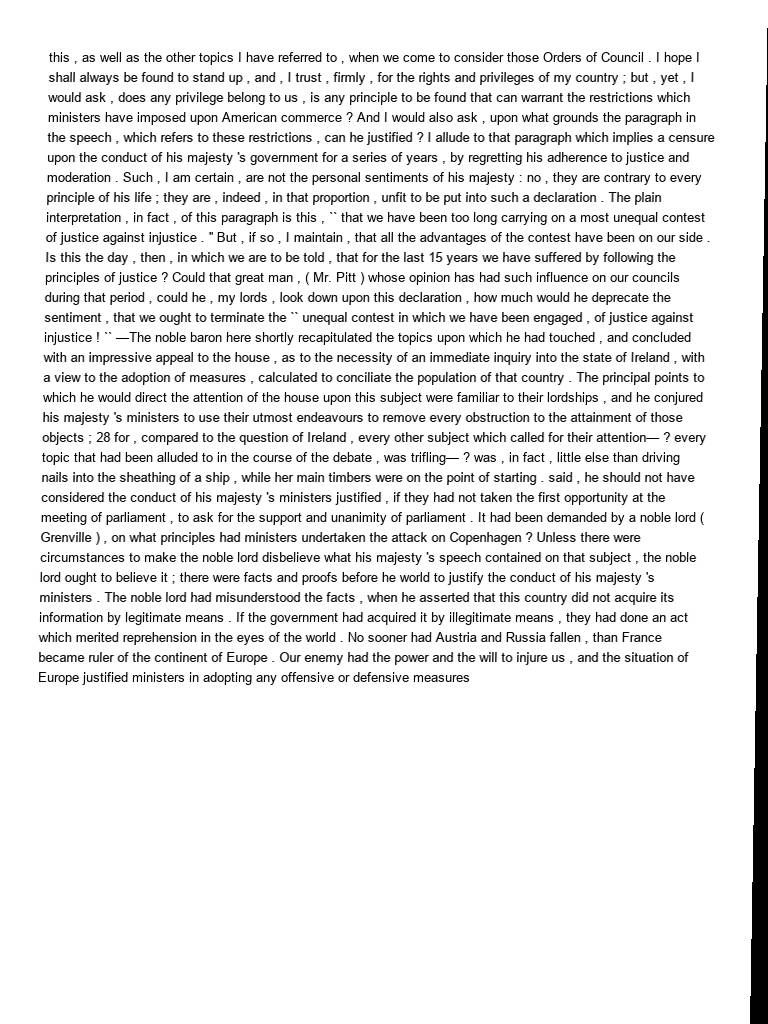 this , as well as the other topics I have referred to , when we come to consider those Orders of Council . I hope I
shall always be found to stand up , and , I trust , firmly , for the rights and privileges of my country ; but , yet , I
would ask , does any privilege belong to us , is any principle to be found that can warrant the restrictions which
ministers have imposed upon American commerce ? And I would also ask , upon what grounds the paragraph in
the speech , which refers to these restrictions , can he justified ? I allude to that paragraph which implies a censure
upon the conduct of his majesty 's government for a series of years , by regretting his adherence to justice and
moderation . Such , I am certain , are not the personal sentiments of his majesty : no , they are contrary to every
principle of his life ; they are , indeed , in that proportion , unfit to be put into such a declaration . The plain
interpretation , in fact , of this paragraph is this , `` that we have been too long carrying on a most unequal contest
of justice against injustice . " But , if so , I maintain , that all the advantages of the contest have been on our side .
Is this the day , then , in which we are to be told , that for the last 15 years we have suffered by following the
principles of justice ? Could that great man , ( Mr. Pitt ) whose opinion has had such influence on our councils
during that period , could he , my lords , look down upon this declaration , how much would he deprecate the
sentiment , that we ought to terminate the `` unequal contest in which we have been engaged , of justice against
injustice ! `` —The noble baron here shortly recapitulated the topics upon which he had touched , and concluded
with an impressive appeal to the house , as to the necessity of an immediate inquiry into the state of Ireland , with
a view to the adoption of measures , calculated to conciliate the population of that country . The principal points to
which he would direct the attention of the house upon this subject were familiar to their lordships , and he conjured
his majesty 's ministers to use their utmost endeavours to remove every obstruction to the attainment of those
objects ; 28 for , compared to the question of Ireland , every other subject which called for their attention— ? every
topic that had been alluded to in the course of the debate , was trifling— ? was , in fact , little else than driving
nails into the sheathing of a ship , while her main timbers were on the point of starting . said , he should not have
considered the conduct of his majesty 's ministers justified , if they had not taken the first opportunity at the
meeting of parliament , to ask for the support and unanimity of parliament . It had been demanded by a noble lord (
Grenville ) , on what principles had ministers undertaken the attack on Copenhagen ? Unless there were
circumstances to make the noble lord disbelieve what his majesty 's speech contained on that subject , the noble
lord ought to believe it ; there were facts and proofs before he world to justify the conduct of his majesty 's
ministers . The noble lord had misunderstood the facts , when he asserted that this country did not acquire its
information by legitimate means . If the government had acquired it by illegitimate means , they had done an act
which merited reprehension in the eyes of the world . No sooner had Austria and Russia fallen , than France
became ruler of the continent of Europe . Our enemy had the power and the will to injure us , and the situation of
Europe justified ministers in adopting any offensive or defensive measures